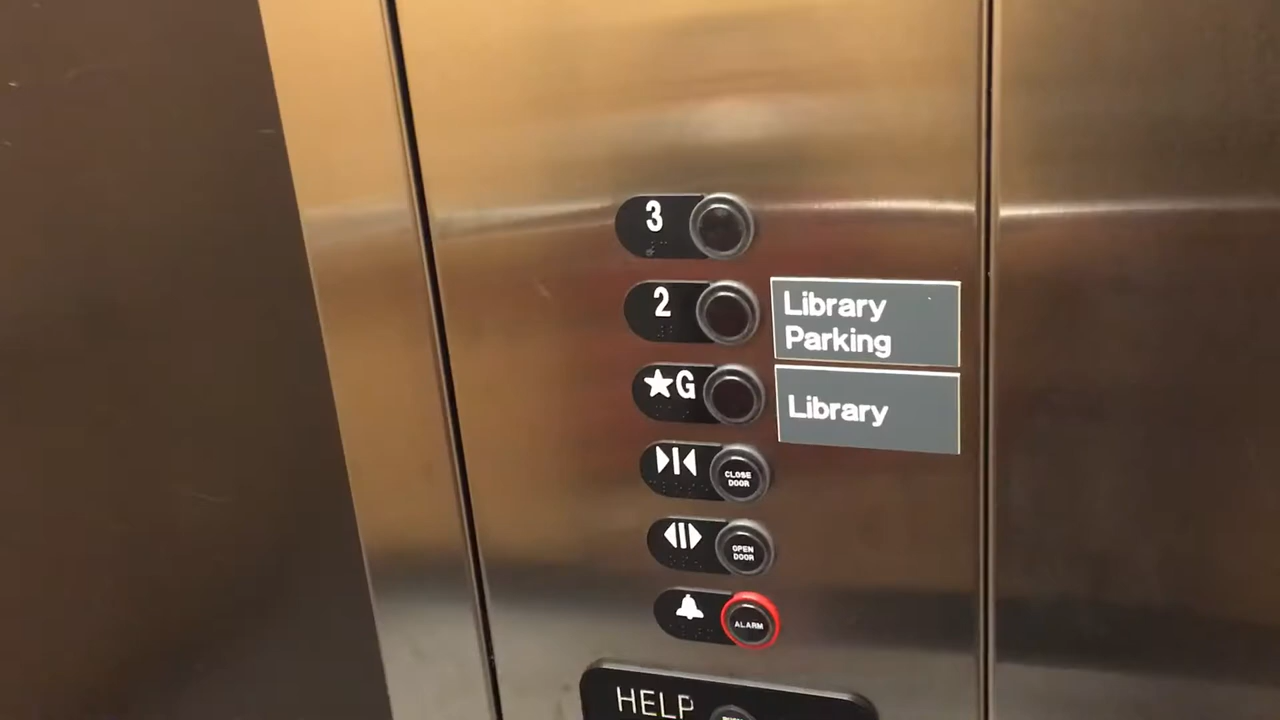 3
2
Library
Parking
★G
Library
CLOSE
DOOR
OPEN
DOOR
ALARM
HELP